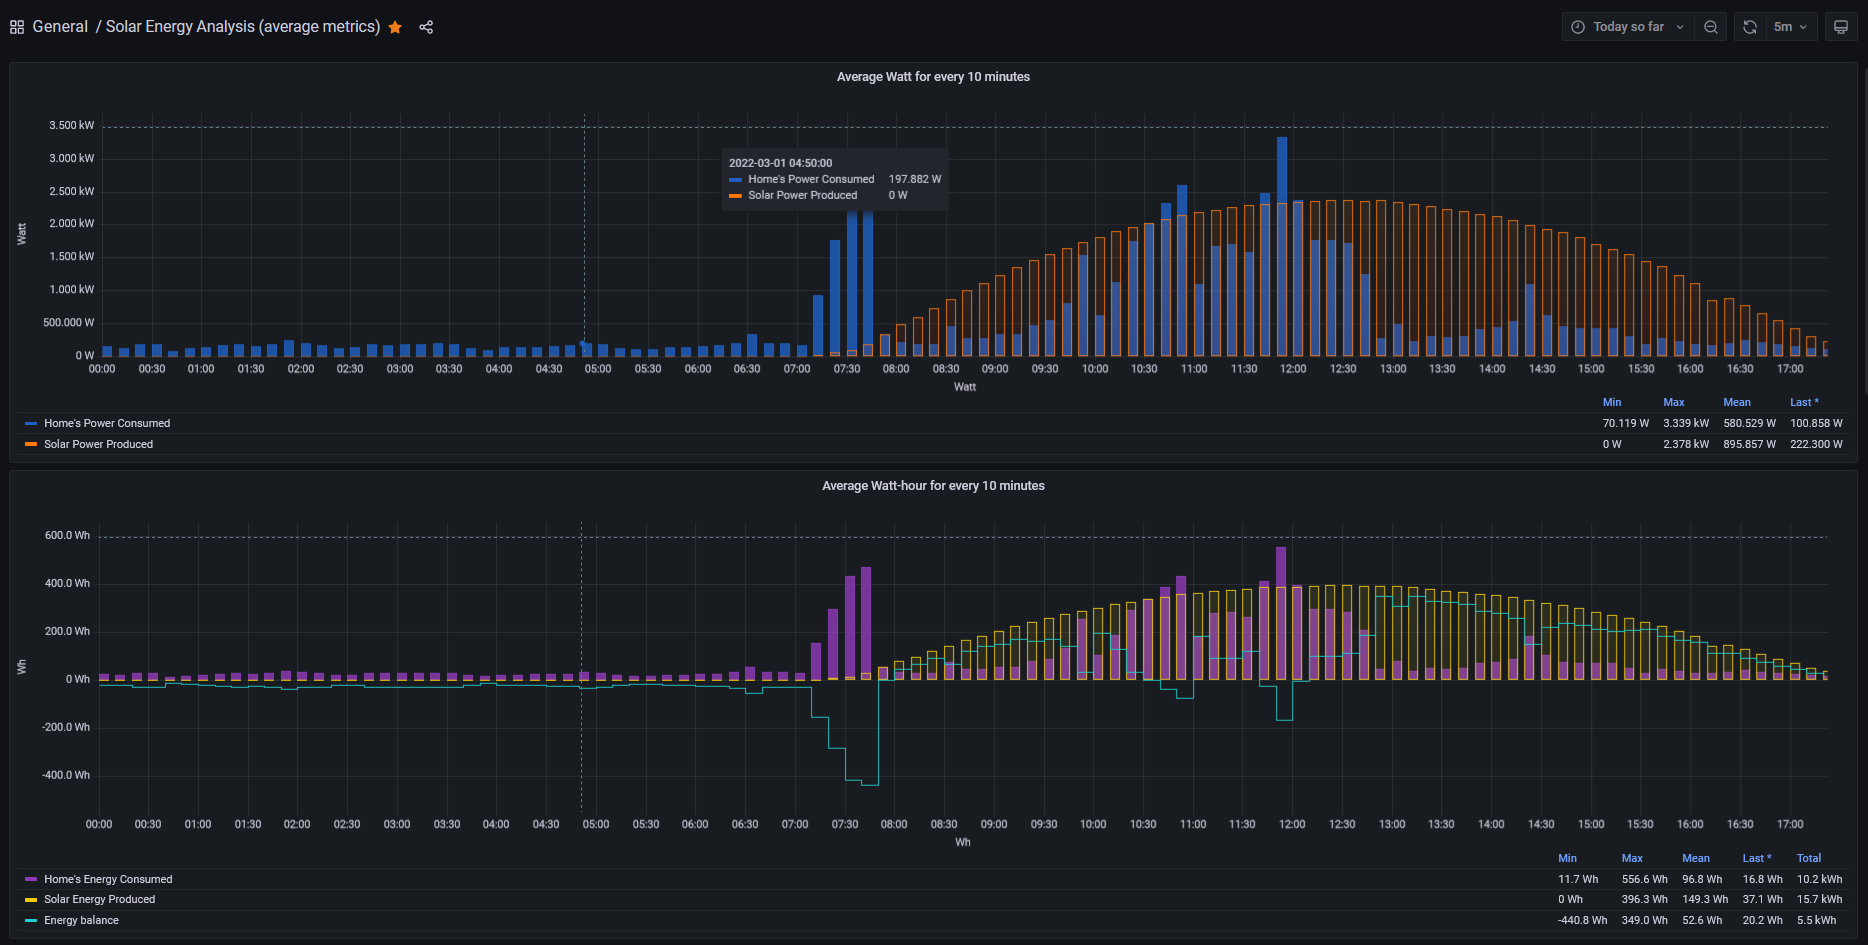 General / Solar Energy Analysis (average metrics)
Today so far
5m
Average Watt for every 10 minutes
3.500 kW
3.000 kW
2.500 kW
2.000 kW
1.500 kW
1.000 kW
500.000 W
0 W
Watt
2022-03-01 04:50:00
Home's Power Consumed 197.882 W
Solar Power Produced 0 W
00:00 00:30 01:00 01:30 02:00 02:30 03:00 03:30 04:00 04:30 05:00 05:30 06:00 06:30 07:00 07:30 08:00 08:30 09:00 09:30 10:00 10:30 11:00 11:30 12:00 12:30 13:00 13:30 14:00 14:30 15:00 15:30 16:00 16:30 17:00
Watt
Min Max Mean Last *
Home's Power Consumed 70.119 W 3.339 kW 580.529 W 100.858 W
Solar Power Produced 0 W 2.378 kW 895.857 W 222.300 W
Average Watt-hour for every 10 minutes
600.0 Wh
400.0 Wh
200.0 Wh
0 Wh
-200.0 Wh
-400.0 Wh
Wh
00:00 00:30 01:00 01:30 02:00 02:30 03:00 03:30 04:00 04:30 05:00 05:30 06:00 06:30 07:00 07:30 08:00 08:30 09:00 09:30 10:00 10:30 11:00 11:30 12:00 12:30 13:00 13:30 14:00 14:30 15:00 15:30 16:00 16:30 17:00
Wh
Min Max Mean Last * Total
Home's Energy Consumed 11.7 Wh 556.6 Wh 96.8 Wh 16.8 Wh 10.2 kWh
Solar Energy Produced 0 Wh 396.3 Wh 149.3 Wh 37.1 Wh 15.7 kWh
Energy balance -440.8 Wh 349.0 Wh 52.6 Wh 20.2 Wh 5.5 kWh